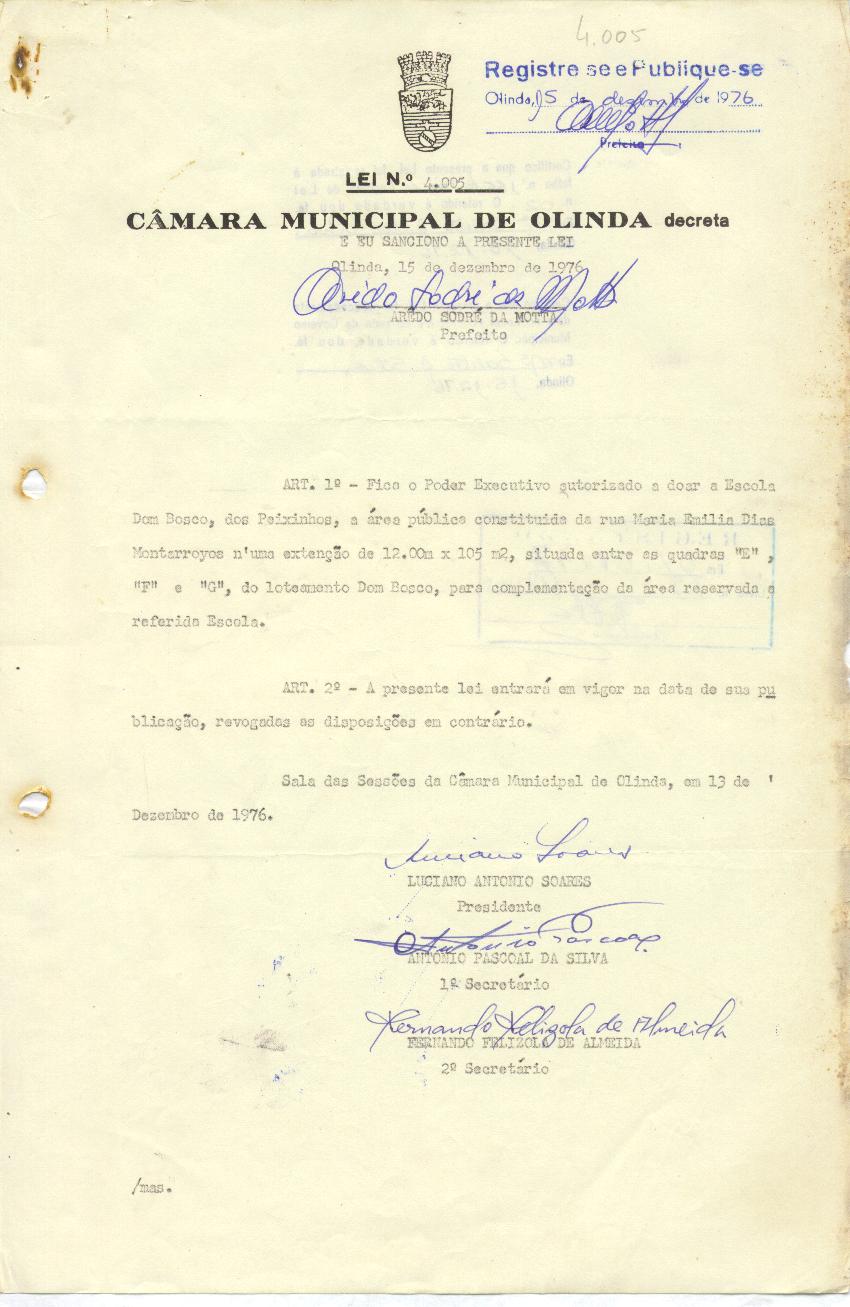 4.005
Registre se e Publique-se
Olinda, 15 de dezembro de 1976
Prefeito
LEI N.º 4.005
CÂMARA MUNICIPAL DE OLINDA decreta
E EU SANCIONO A PRESENTE LEI
Olinda, 15 de dezembro de 1976
Arêdo Sodré da Motta
ARÊDO SODRÉ DA MOTTA
Prefeito
ART. 1º - Fica o Poder Executivo autorizado a doar a Escola
Dom Bosco, dos Peixinhos, a área pública constituida da rua Maria Emilia Dias
Montarroyos n'uma extenção de 12.00m x 105 m2, situada entre as quadras "E" ,
"F" e "G", do loteamento Dom Bosco, para complementação da área reservada a
referida Escola.
ART. 2º - A presente lei entrará em vigor na data de sua pu
blicação, revogadas as disposições em contrário.
Sala das Sessões da Câmara Municipal de Olinda, em 13 de '
Dezembro de 1976.
Luciano Soares
LUCIANO ANTONIO SOARES
Presidente
Antonio Pascoal
ANTONIO PASCOAL DA SILVA
1º Secretário
Fernando Felizola de Almeida
FERNANDO FELIZOLA DE ALMEIDA
2º Secretário
/mas.